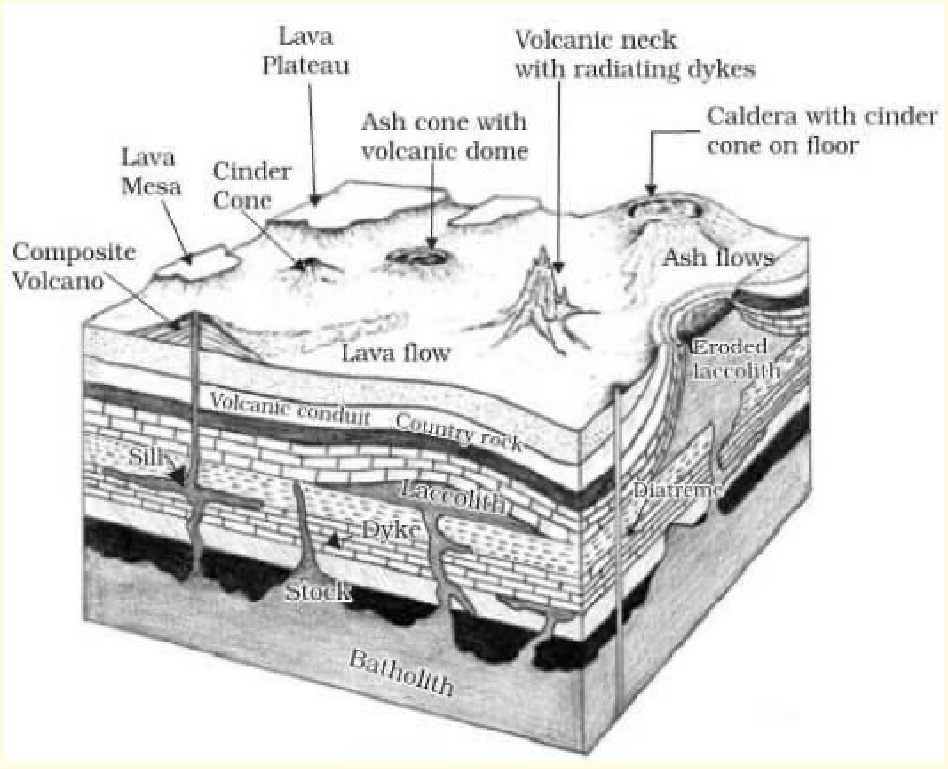 Lava
Plateau
Volcanic neck
with radiating dykes
Caldera with cinder
cone on floor
Ash cone with
volcanic dome
Lava
Mesa
Cinder
Cone
Composite
Volcano
Ash flows
Lava flow
Eroded
laccolith
Volcanic conduit
Country rock
Sill
Laccolith
Diatreme
Dyke
Stock
Batholith